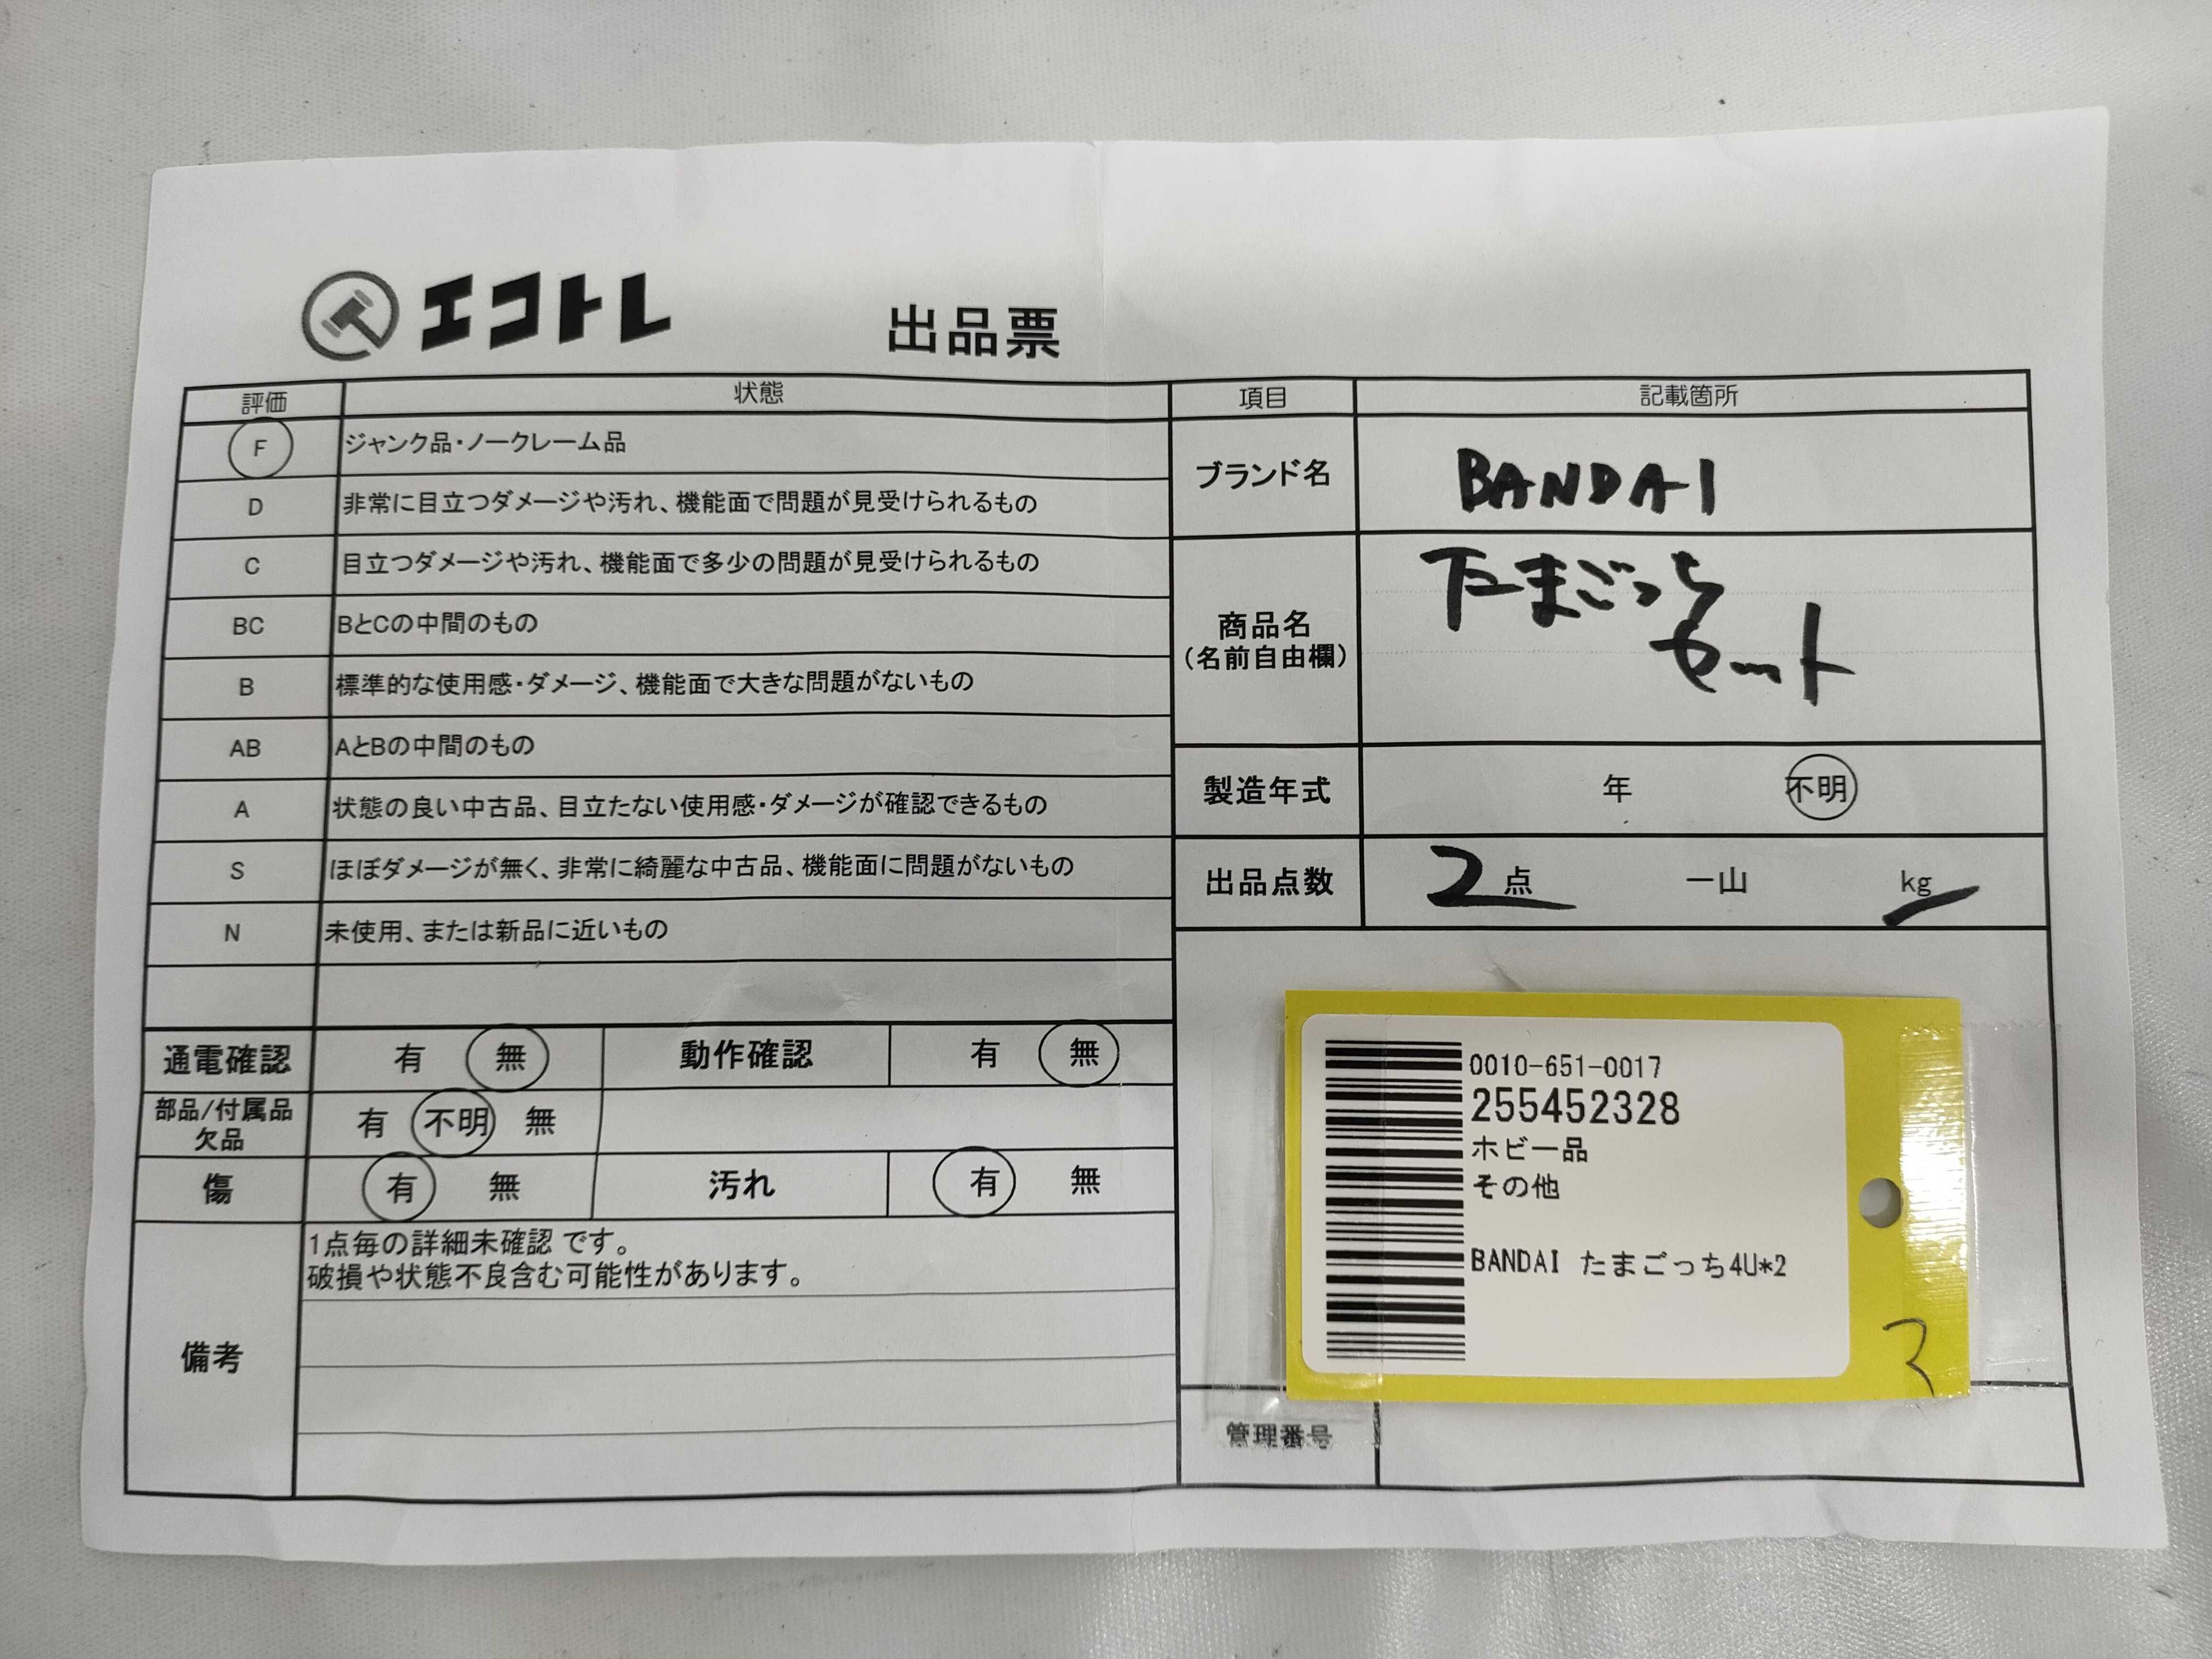 エコトレ
出品票
評価 状態
F ジャンク品・ノークレーム品
D 非常に目立つダメージや汚れ、機能面で問題が見受けられるもの
C 目立つダメージや汚れ、機能面で多少の問題が見受けられるもの
BC BとCの中間のもの
B 標準的な使用感・ダメージ、機能面で大きな問題がないもの
AB AとBの中間のもの
A 状態の良い中古品、目立たない使用感・ダメージが確認できるもの
S ほぼダメージが無く、非常に綺麗な中古品、機能面に問題がないもの
N 未使用、または新品に近いもの
通電確認 有 無 動作確認 有 無
部品/付属品
欠品 有 不明 無
傷 有 無 汚れ 有 無
備考
1点毎の詳細未確認です。
破損や状態不良含む可能性があります。
項目 記載箇所
ブランド名 BANDAI
商品名
(名前自由欄)
たまごっち
セット
製造年式 年 不明
出品点数 2点 一山 kg
0010-651-0017
255452328
ホビー品
その他
BANDAI たまごっち4U*2
管理番号